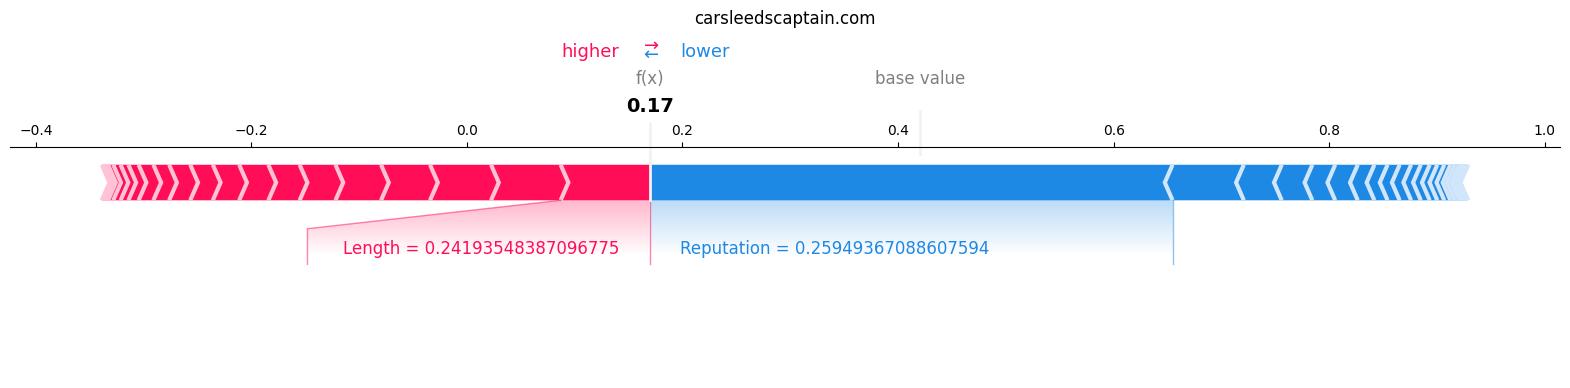 carsleedscaptain.com
higher ⇄ lower
f(x) base value
0.17
−0.4 −0.2 0.0 0.2 0.4 0.6 0.8 1.0
Length = 0.24193548387096775 Reputation = 0.25949367088607594